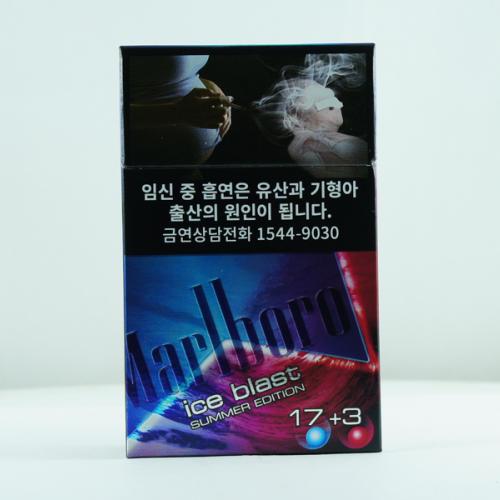 임신 중 흡연은 유산과 기형아
출산의 원인이 됩니다.
금연상담전화 1544-9030
Marlboro
ice blast
SUMMER EDITION
17 +3